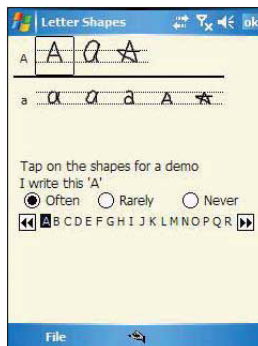 Letter Shapes ok
A A a A
a a a a A A
Tap on the shapes for a demo
I write this 'A'
Often Rarely Never
A B C D E F G H I J K L M N O P Q R
File